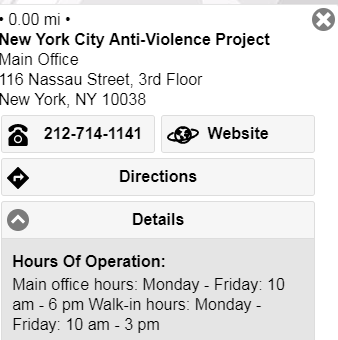 • 0.00 mi •
New York City Anti-Violence Project
Main Office
116 Nassau Street, 3rd Floor
New York, NY 10038
212-714-1141
Website
Directions
Details
Hours Of Operation:
Main office hours: Monday - Friday: 10
am - 6 pm Walk-in hours: Monday -
Friday: 10 am - 3 pm